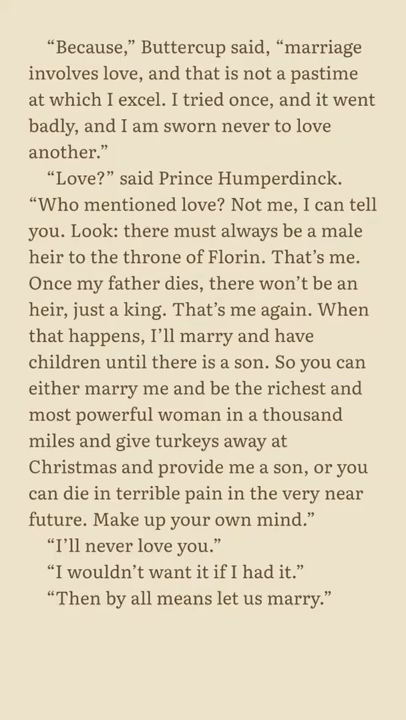 “Because,” Buttercup said, “marriage
involves love, and that is not a pastime
at which I excel. I tried once, and it went
badly, and I am sworn never to love
another.”
“Love?” said Prince Humperdinck.
“Who mentioned love? Not me, I can tell
you. Look: there must always be a male
heir to the throne of Florin. That’s me.
Once my father dies, there won’t be an
heir, just a king. That’s me again. When
that happens, I’ll marry and have
children until there is a son. So you can
either marry me and be the richest and
most powerful woman in a thousand
miles and give turkeys away at
Christmas and provide me a son, or you
can die in terrible pain in the very near
future. Make up your own mind.”
“I’ll never love you.”
“I wouldn’t want it if I had it.”
“Then by all means let us marry.”